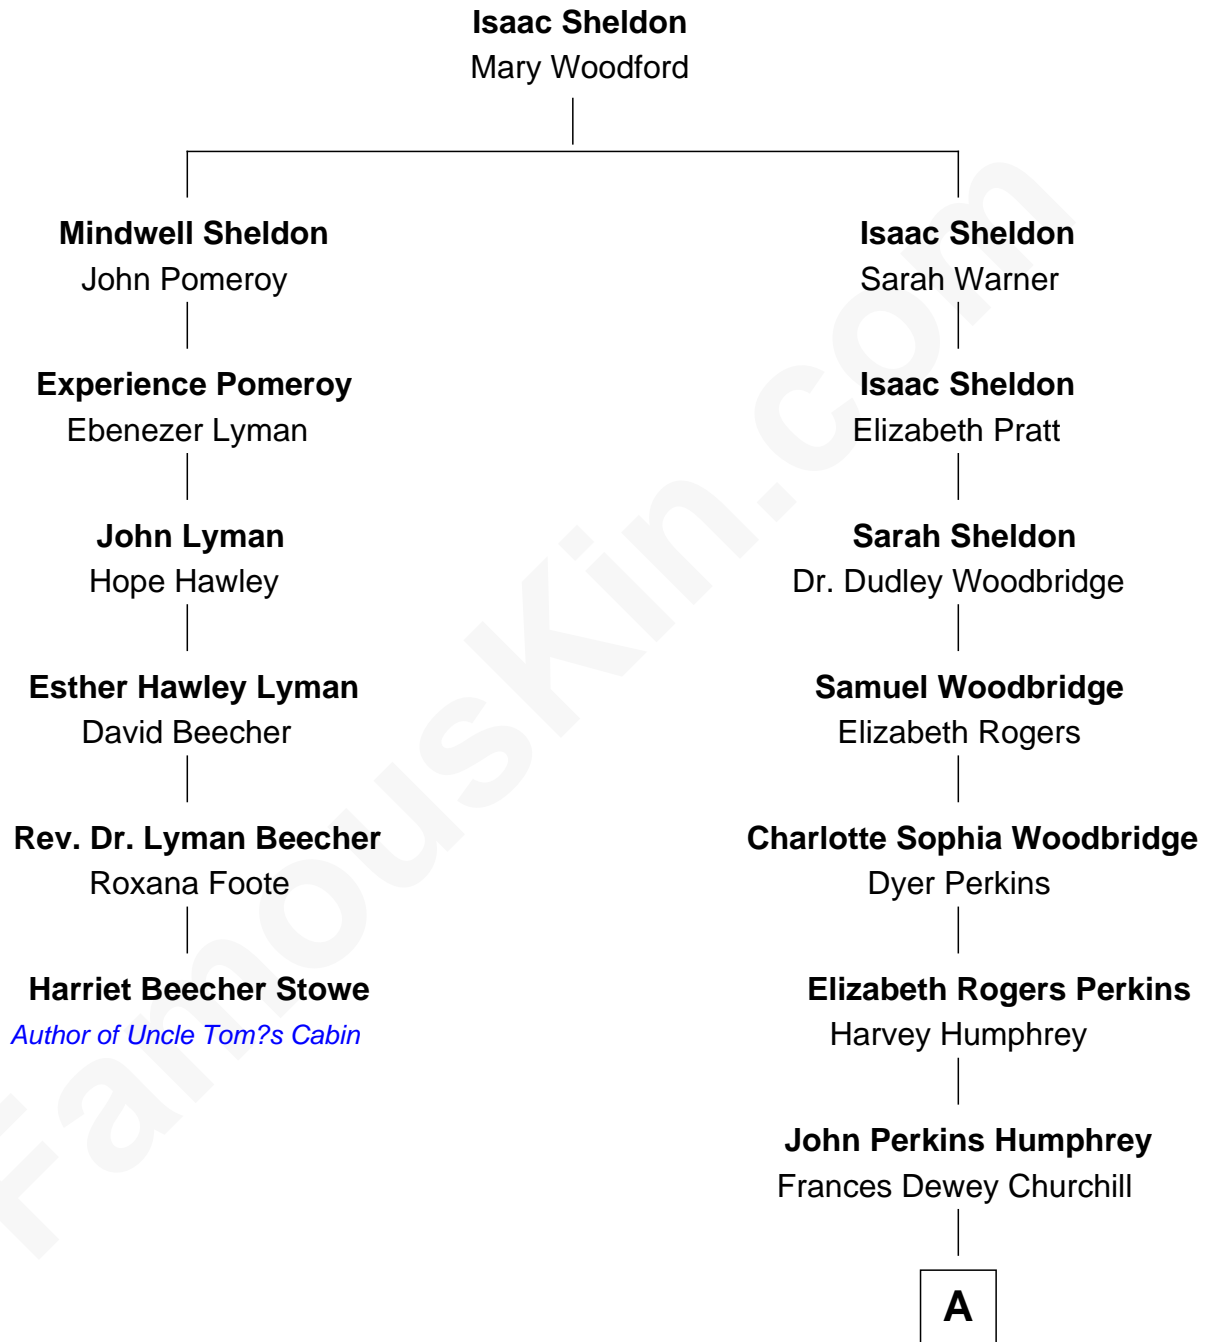 Isaac Sheldon
Mary Woodford
Mindwell Sheldon
John Pomeroy
Experience Pomeroy
Ebenezer Lyman
John Lyman
Hope Hawley
Esther Hawley Lyman
David Beecher
Rev. Dr. Lyman Beecher
Roxana Foote
Harriet Beecher Stowe
Author of Uncle Tom?s Cabin
Isaac Sheldon
Sarah Warner
Isaac Sheldon
Elizabeth Pratt
Sarah Sheldon
Dr. Dudley Woodbridge
Samuel Woodbridge
Elizabeth Rogers
Charlotte Sophia Woodbridge
Dyer Perkins
Elizabeth Rogers Perkins
Harvey Humphrey
John Perkins Humphrey
Frances Dewey Churchill
A
FamousKin.com